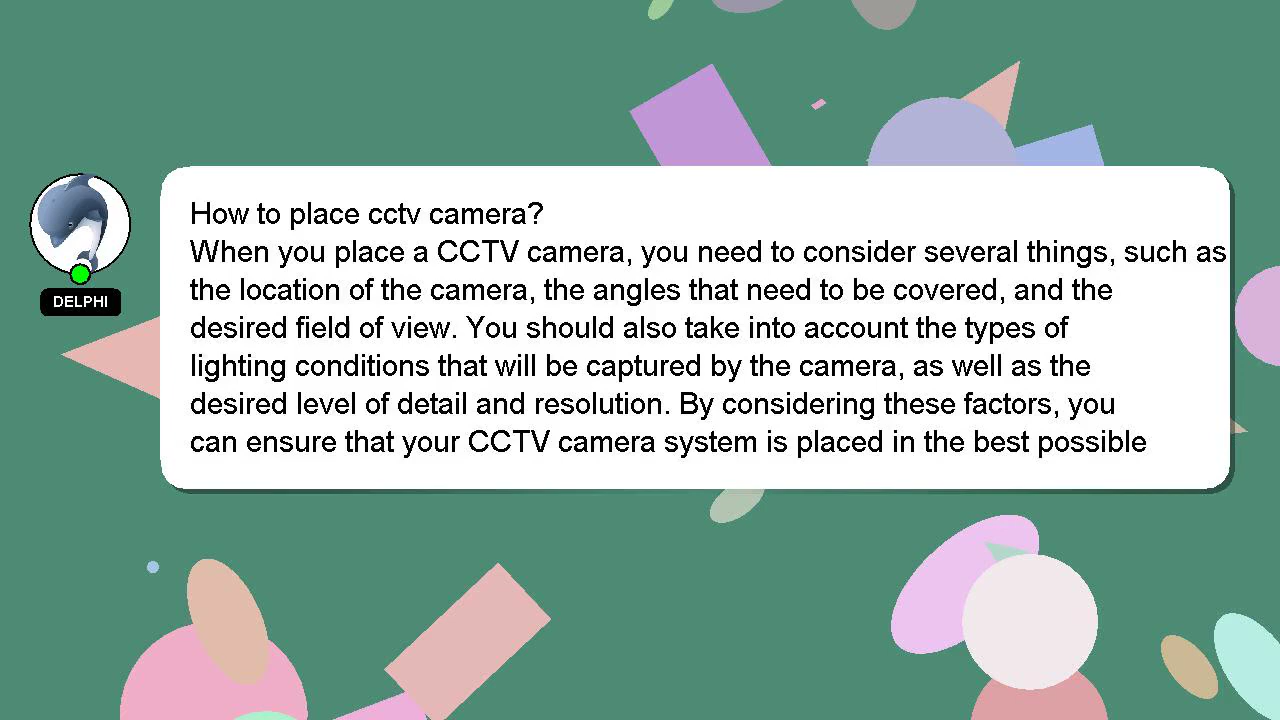 How to place cctv camera?
When you place a CCTV camera, you need to consider several things, such as
the location of the camera, the angles that need to be covered, and the
desired field of view. You should also take into account the types of
lighting conditions that will be captured by the camera, as well as the
desired level of detail and resolution. By considering these factors, you
can ensure that your CCTV camera system is placed in the best possible
DELPHI